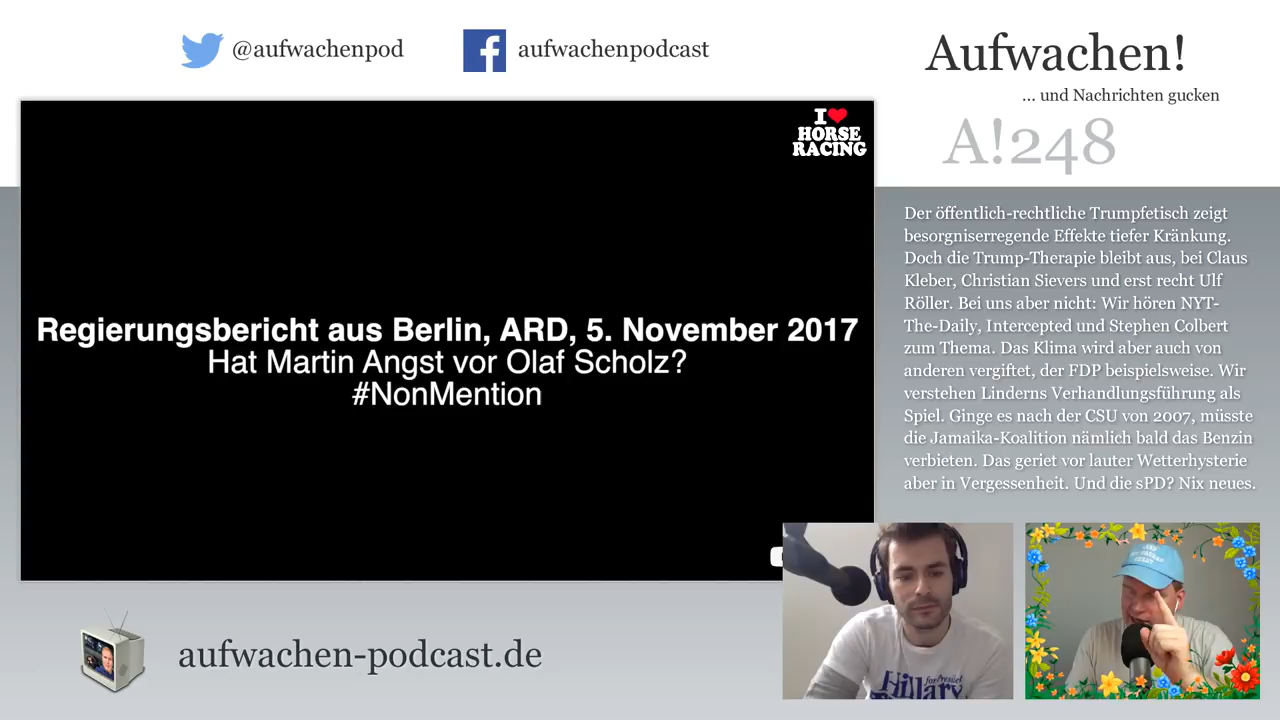 @aufwachenpod
aufwachenpodcast
Aufwachen!
... und Nachrichten gucken
A!248
I
HORSE
RACING
Regierungsbericht aus Berlin, ARD, 5. November 2017
Hat Martin Angst vor Olaf Scholz?
#NonMention
Der öffentlich-rechtliche Trumpfetisch zeigt
besorgniserregende Effekte tiefer Kränkung.
Doch die Trump-Therapie bleibt aus, bei Claus
Kleber, Christian Sievers und erst recht Ulf
Röller. Bei uns aber nicht: Wir hören NYT-
The-Daily, Intercepted und Stephen Colbert
zum Thema. Das Klima wird aber auch von
anderen vergiftet, der FDP beispielsweise. Wir
verstehen Linderns Verhandlungsführung als
Spiel. Ginge es nach der CSU von 2007, müsste
die Jamaika-Koalition nämlich bald das Benzin
verbieten. Das geriet vor lauter Wetterhysterie
aber in Vergessenheit. Und die sPD? Nix neues.
Hillary
aufwachen-podcast.de